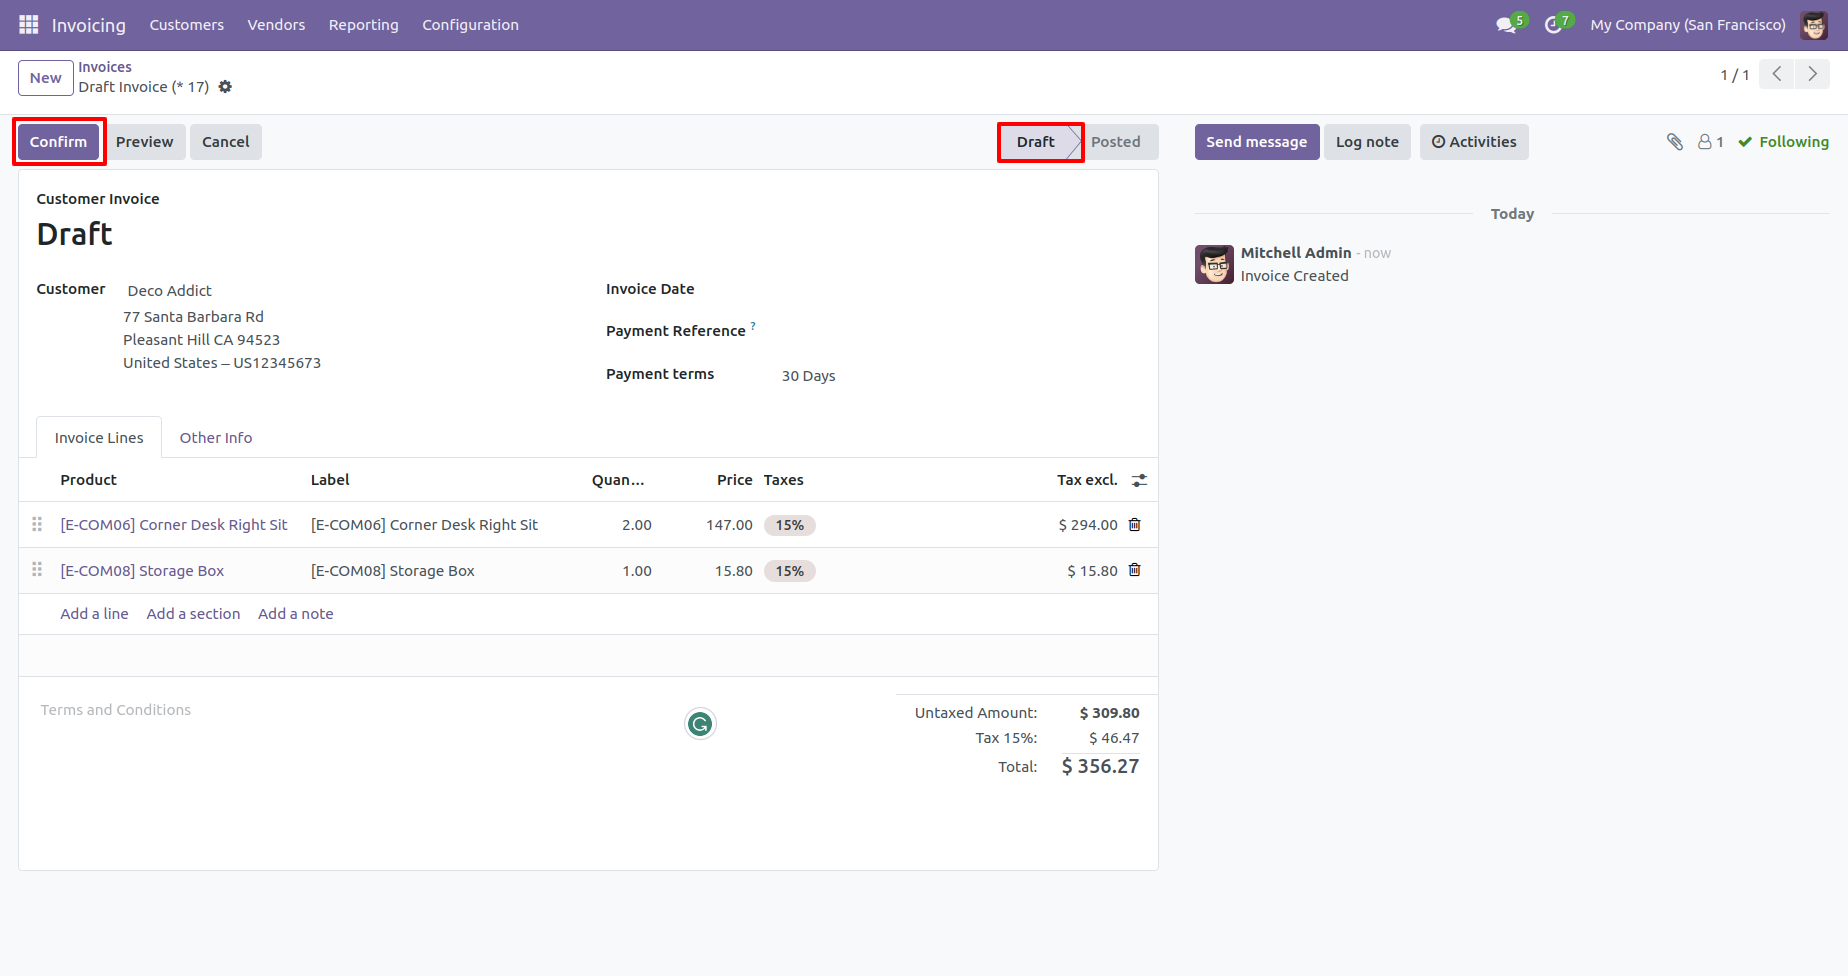 Invoicing Customers Vendors Reporting Configuration 5 7 My Company (San Francisco)
New Invoices
Draft Invoice (* 17) 1 / 1
Confirm Preview Cancel Draft Posted Send message Log note Activities 1 Following
Customer Invoice
Draft
Today
Mitchell Admin - now
Invoice Created
Customer Deco Addict Invoice Date
77 Santa Barbara Rd
Pleasant Hill CA 94523 Payment Reference ?
United States – US12345673
Payment terms 30 Days
Invoice Lines Other Info
Product Label Quan... Price Taxes Tax excl.
[E-COM06] Corner Desk Right Sit [E-COM06] Corner Desk Right Sit 2.00 147.00 15% $ 294.00
[E-COM08] Storage Box [E-COM08] Storage Box 1.00 15.80 15% $ 15.80
Add a line Add a section Add a note
Terms and Conditions
Untaxed Amount: $ 309.80
Tax 15%: $ 46.47
Total: $ 356.27